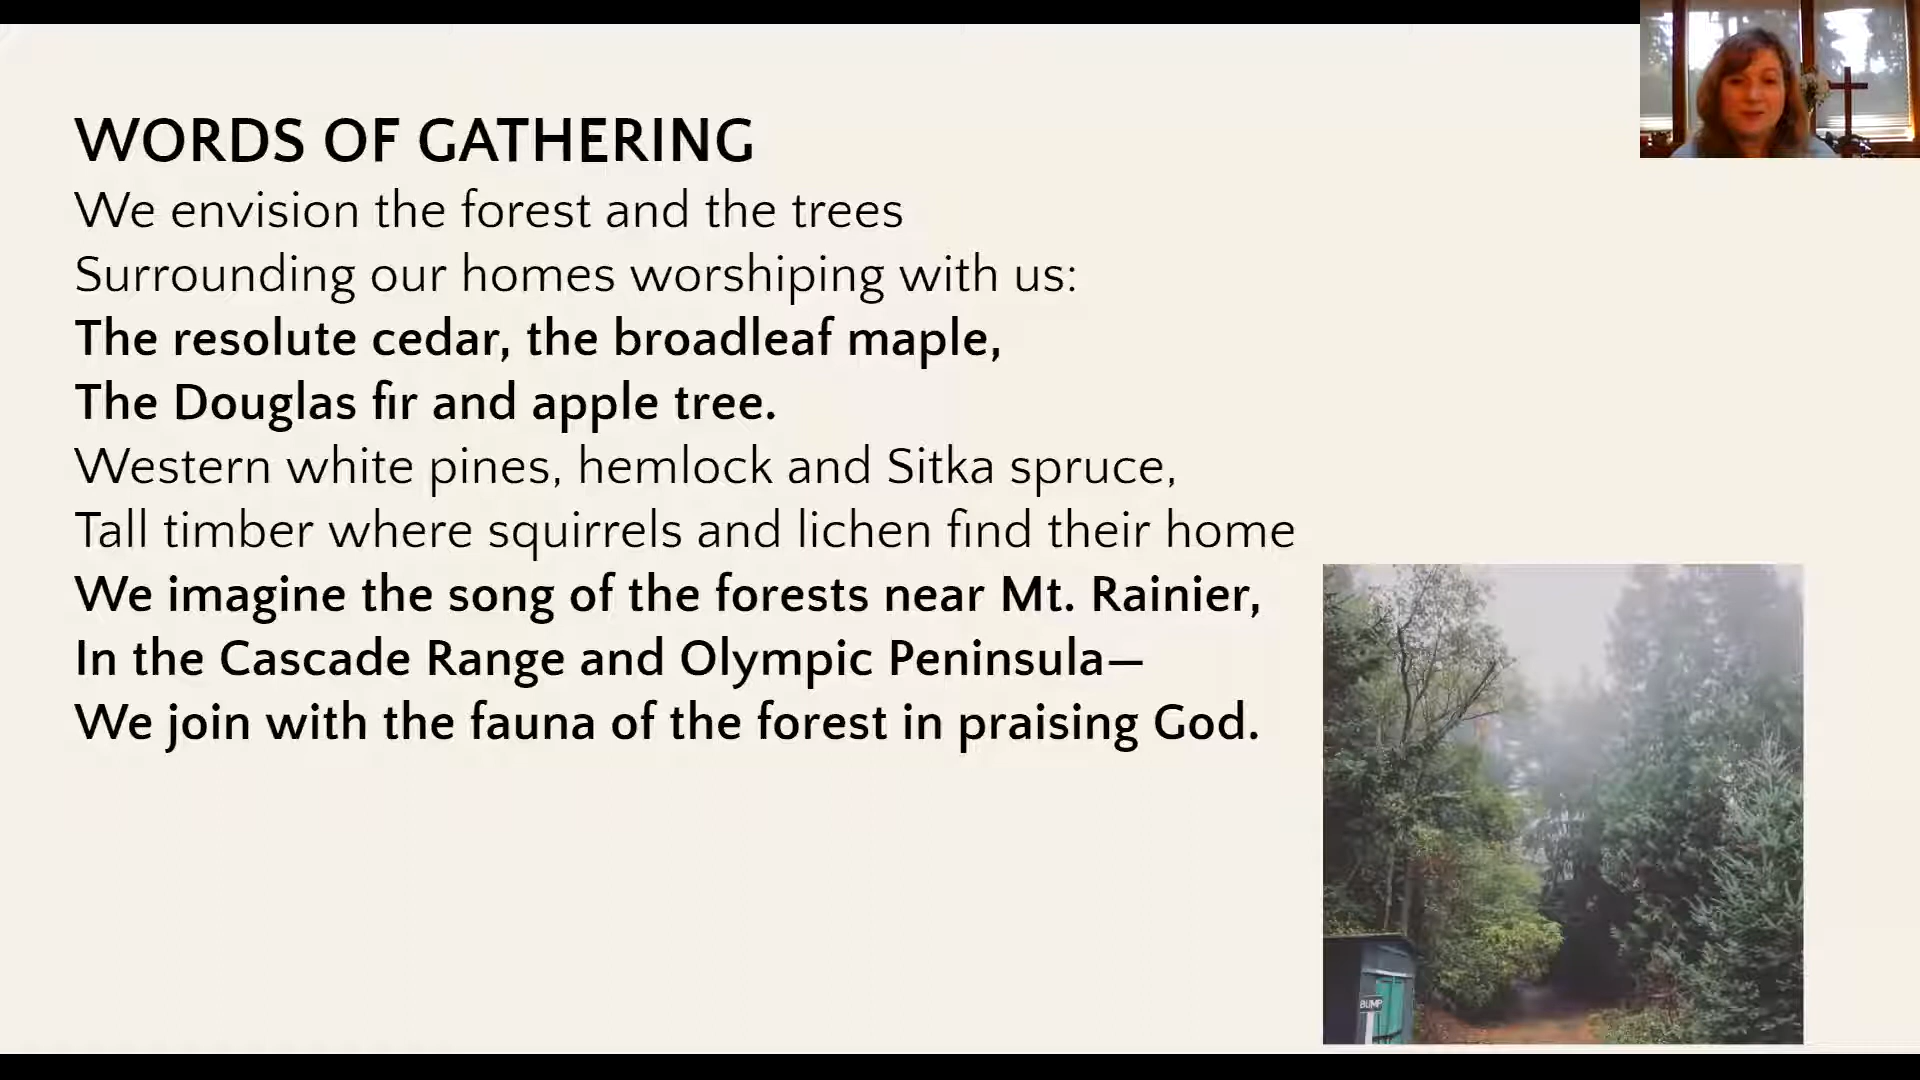 WORDS OF GATHERING
We envision the forest and the trees
Surrounding our homes worshiping with us:
The resolute cedar, the broadleaf maple,
The Douglas fir and apple tree.
Western white pines, hemlock and Sitka spruce,
Tall timber where squirrels and lichen find their home
We imagine the song of the forests near Mt. Rainier,
In the Cascade Range and Olympic Peninsula—
We join with the fauna of the forest in praising God.
BUMP